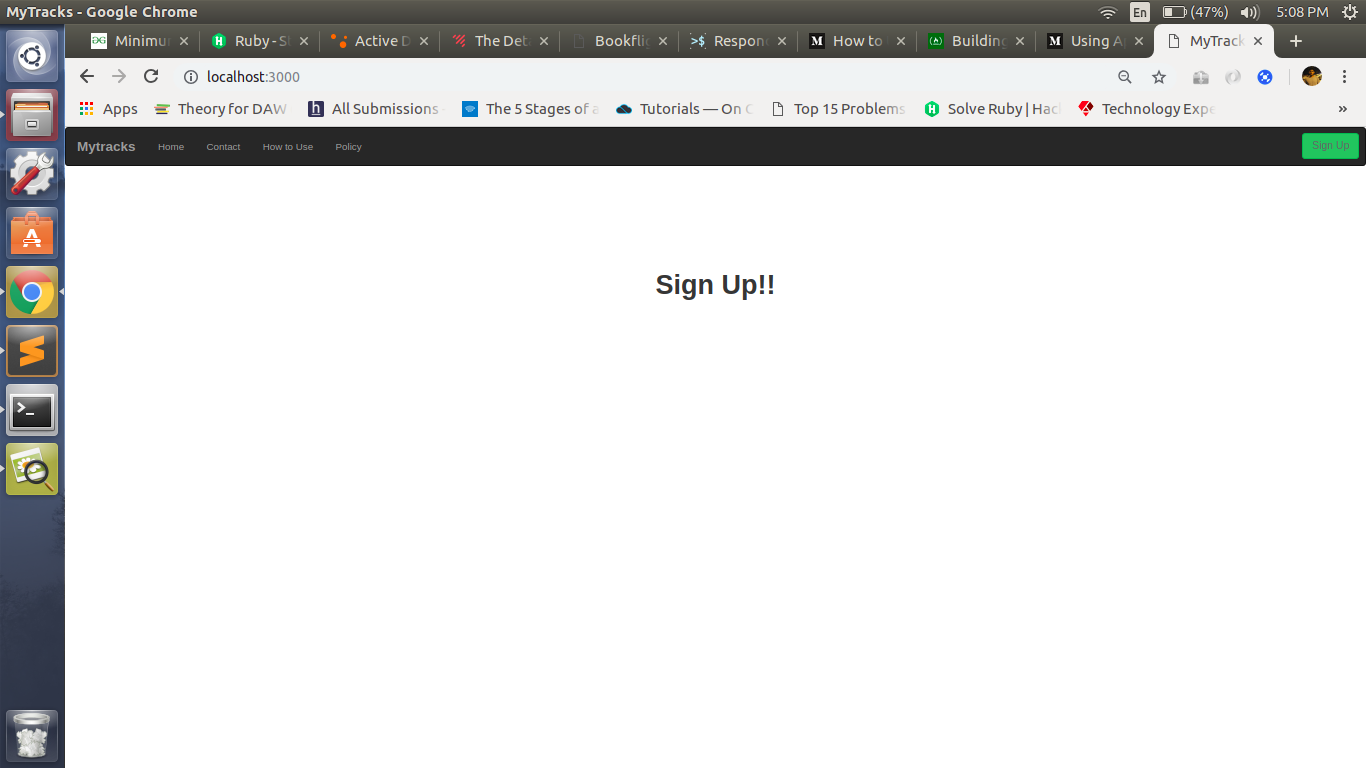 MyTracks - Google Chrome En (47%) 5:08 PM
Minimu Ruby - S Active D The Det Bookflig >$ Respon M How to Building M Using A MyTrack
localhost:3000
Apps Theory for DAW h All Submissions The 5 Stages of a Tutorials — On C Top 15 Problems Solve Ruby | Hac Technology Expe »
Mytracks Home Contact How to Use Policy Sign Up
Sign Up!!